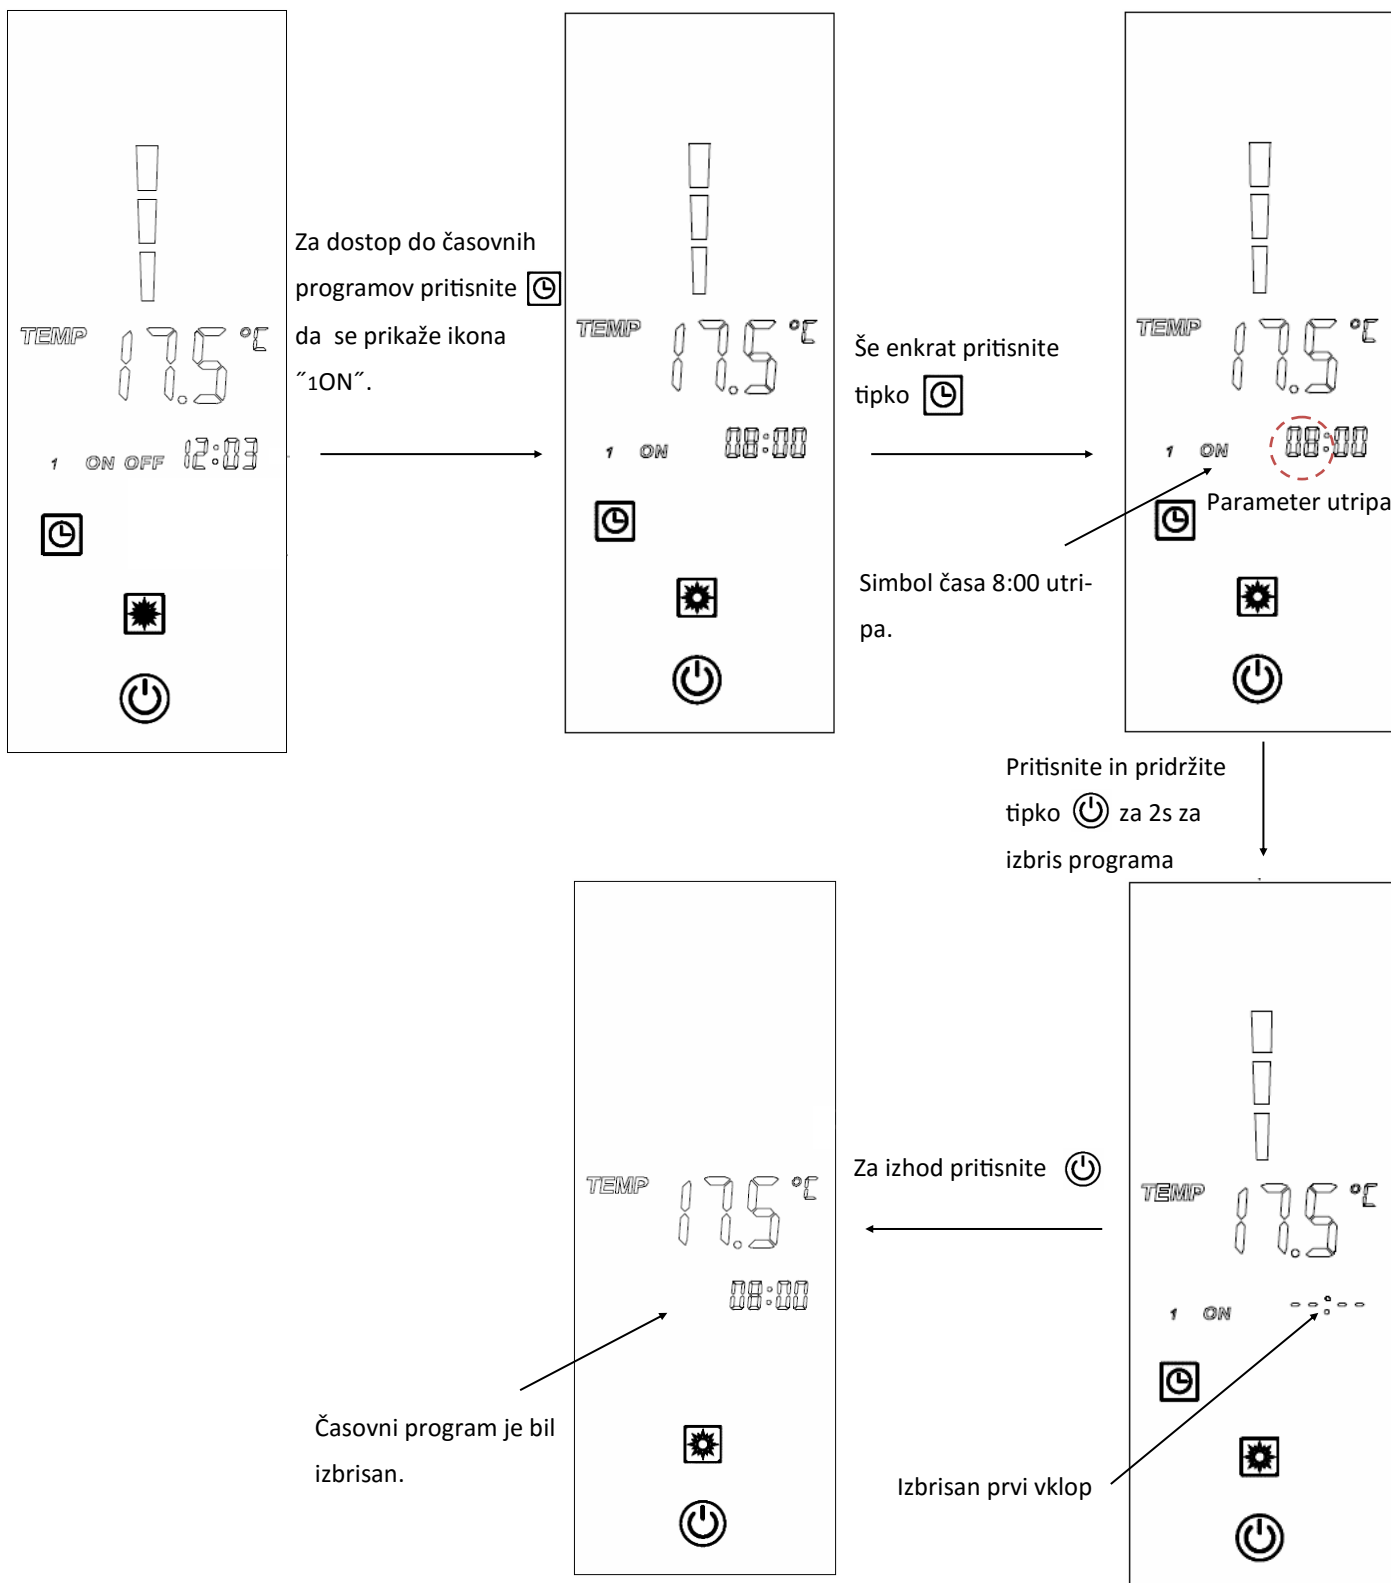 Za dostop do časovnih
programov pritisnite
da se prikaže ikona
˝1ON˝.
TEMP 17.5 °C
1 ON OFF 12:03
TEMP 17.5 °C
1 ON 08:00
Še enkrat pritisnite
tipko
TEMP 17.5 °C
1 ON 08:00
Parameter utripa
Simbol časa 8:00 utri-
pa.
Pritisnite in pridržite
tipko za 2s za
izbris programa
TEMP 17.5 °C
1 ON --:--
Izbrisan prvi vklop
Za izhod pritisnite
TEMP 17.5 °C
08:00
Časovni program je bil
izbrisan.